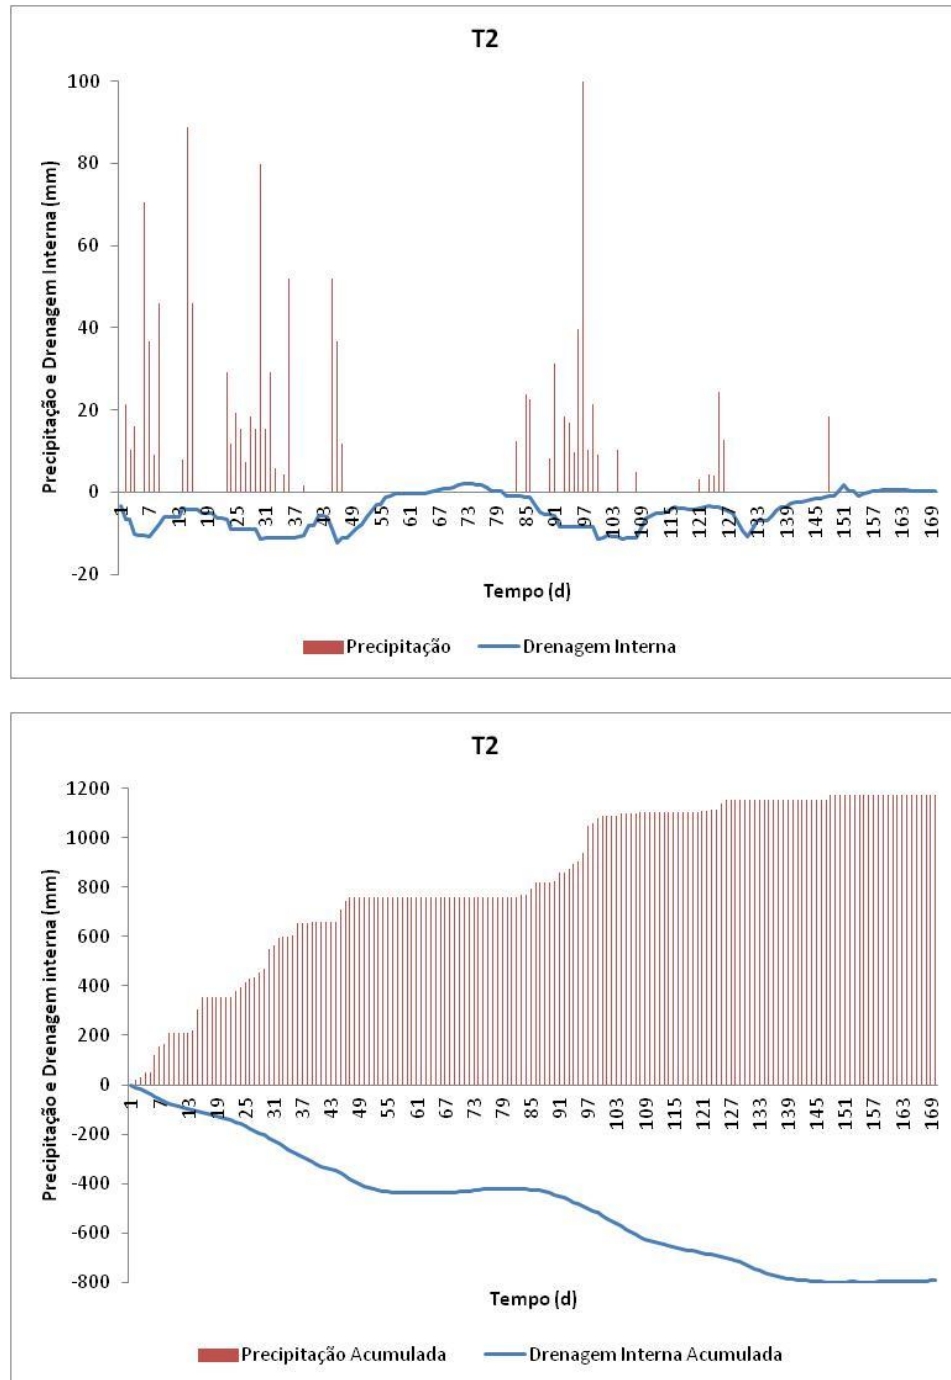 T2
Precipitação e Drenagem Interna (mm)
100
80
60
40
20
0
-20
1 7 13 19 25 31 37 43 49 55 61 67 73 79 85 91 97 103 109 115 121 127 133 139 145 151 157 163 169
Tempo (d)
Precipitação Drenagem Interna
T2
Precipitação e Drenagem interna (mm)
1200
1000
800
600
400
200
0
-200
-400
-600
-800
1 7 13 19 25 31 37 43 49 55 61 67 73 79 85 91 97 103 109 115 121 127 133 139 145 151 157 163 169
Tempo (d)
Precipitação Acumulada Drenagem Interna Acumulada